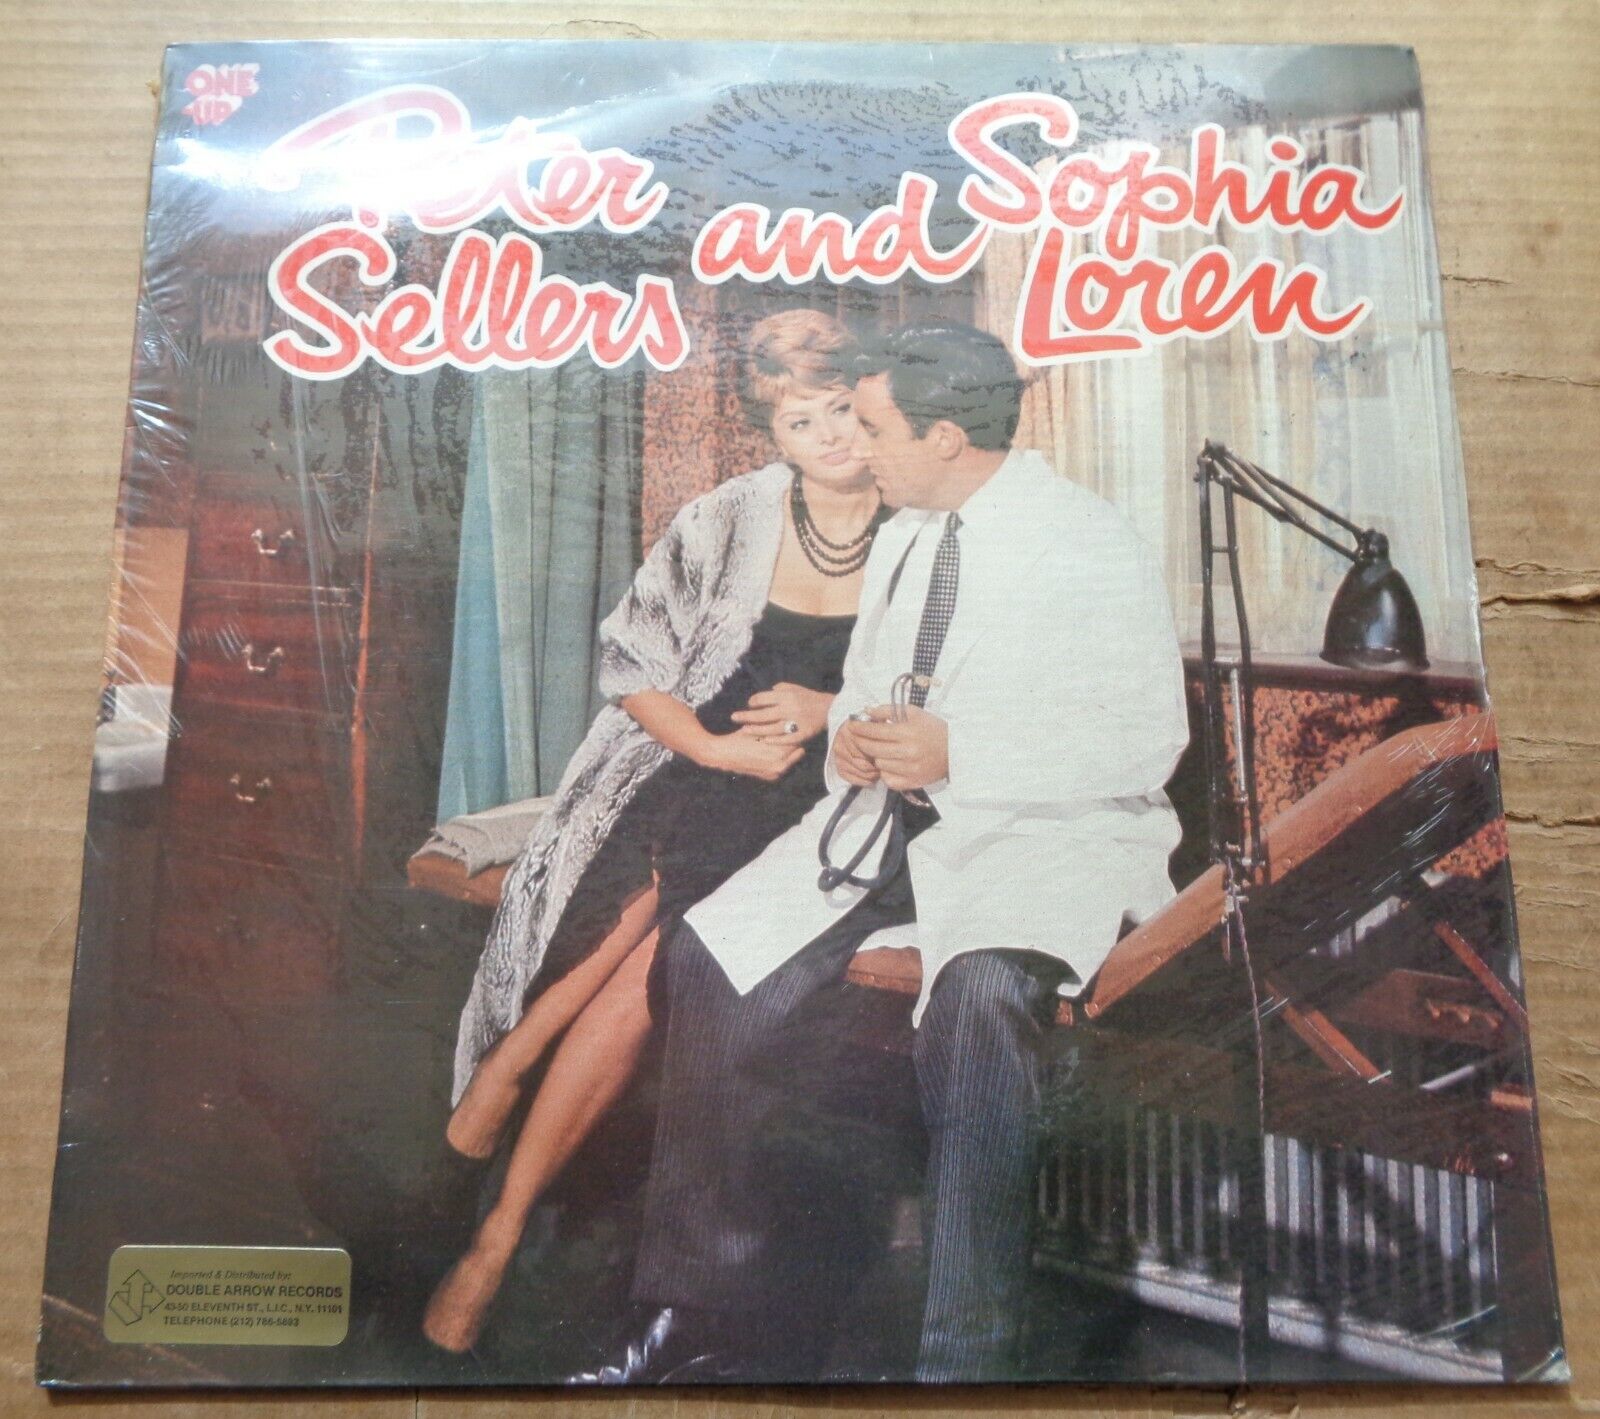 ONE
UP
Peter
Sellers
and
Sophia
Loren
Imported & Distributed by:
DOUBLE ARROW RECORDS
43-50 ELEVENTH ST., L.I.C., N.Y. 11101
TELEPHONE (212) 786-5693